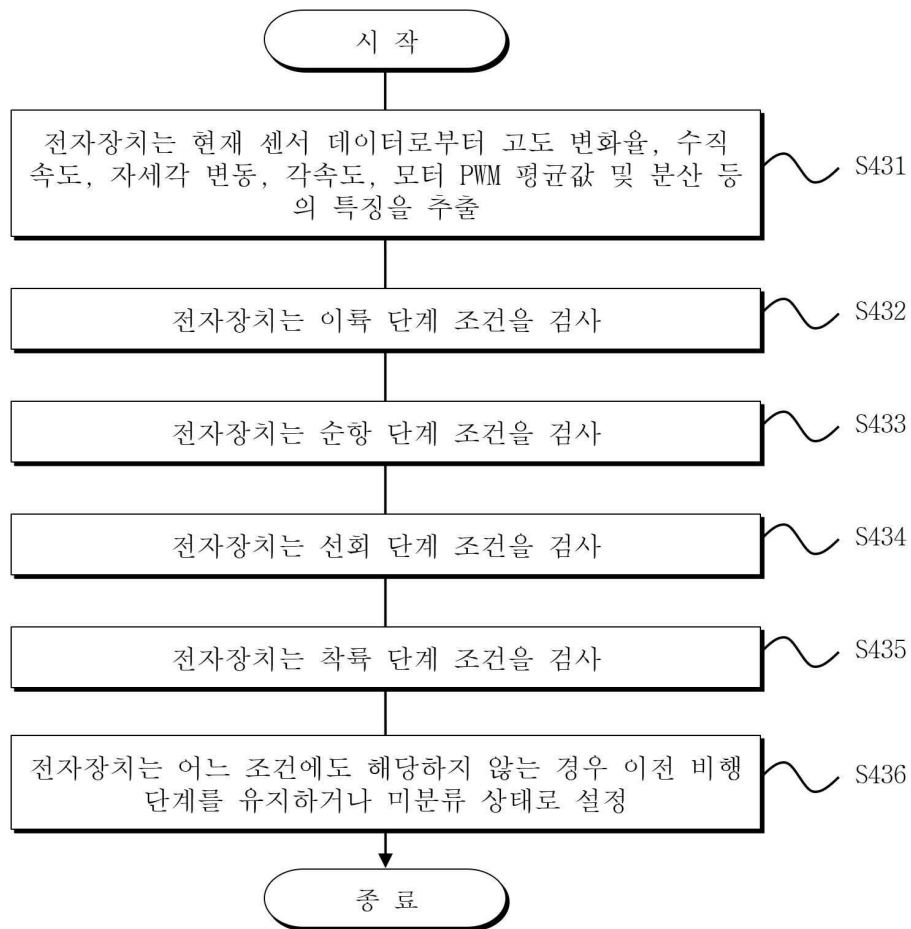 시 작
전자장치는 현재 센서 데이터로부터 고도 변화율, 수직
속도, 자세각 변동, 각속도, 모터 PWM 평균값 및 분산 등
의 특징을 추출
S431
전자장치는 이륙 단계 조건을 검사
S432
전자장치는 순항 단계 조건을 검사
S433
전자장치는 선회 단계 조건을 검사
S434
전자장치는 착륙 단계 조건을 검사
S435
전자장치는 어느 조건에도 해당하지 않는 경우 이전 비행
단계를 유지하거나 미분류 상태로 설정
S436
종 료